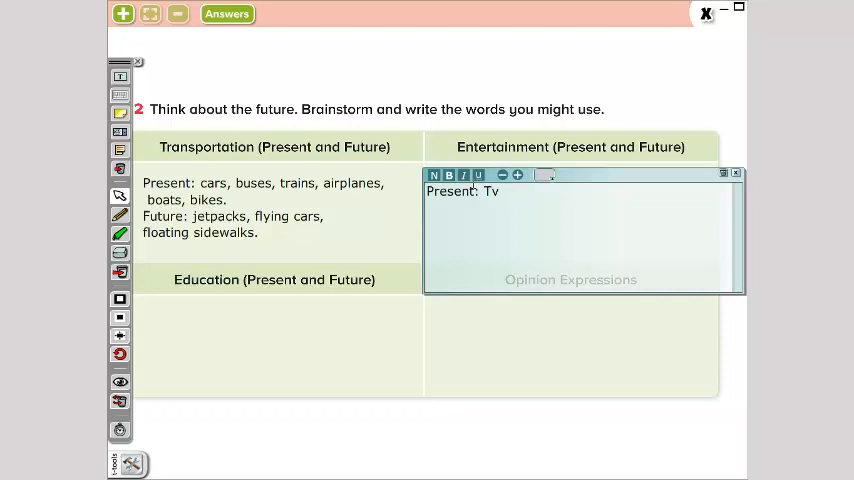 Answers
X
2 Think about the future. Brainstorm and write the words you might use.
Transportation (Present and Future)
Entertainment (Present and Future)
Present: cars, buses, trains, airplanes,
boats, bikes.
Future: jetpacks, flying cars,
floating sidewalks.
N B I U
Present: Tv
Education (Present and Future)
Opinion Expressions
i-tools